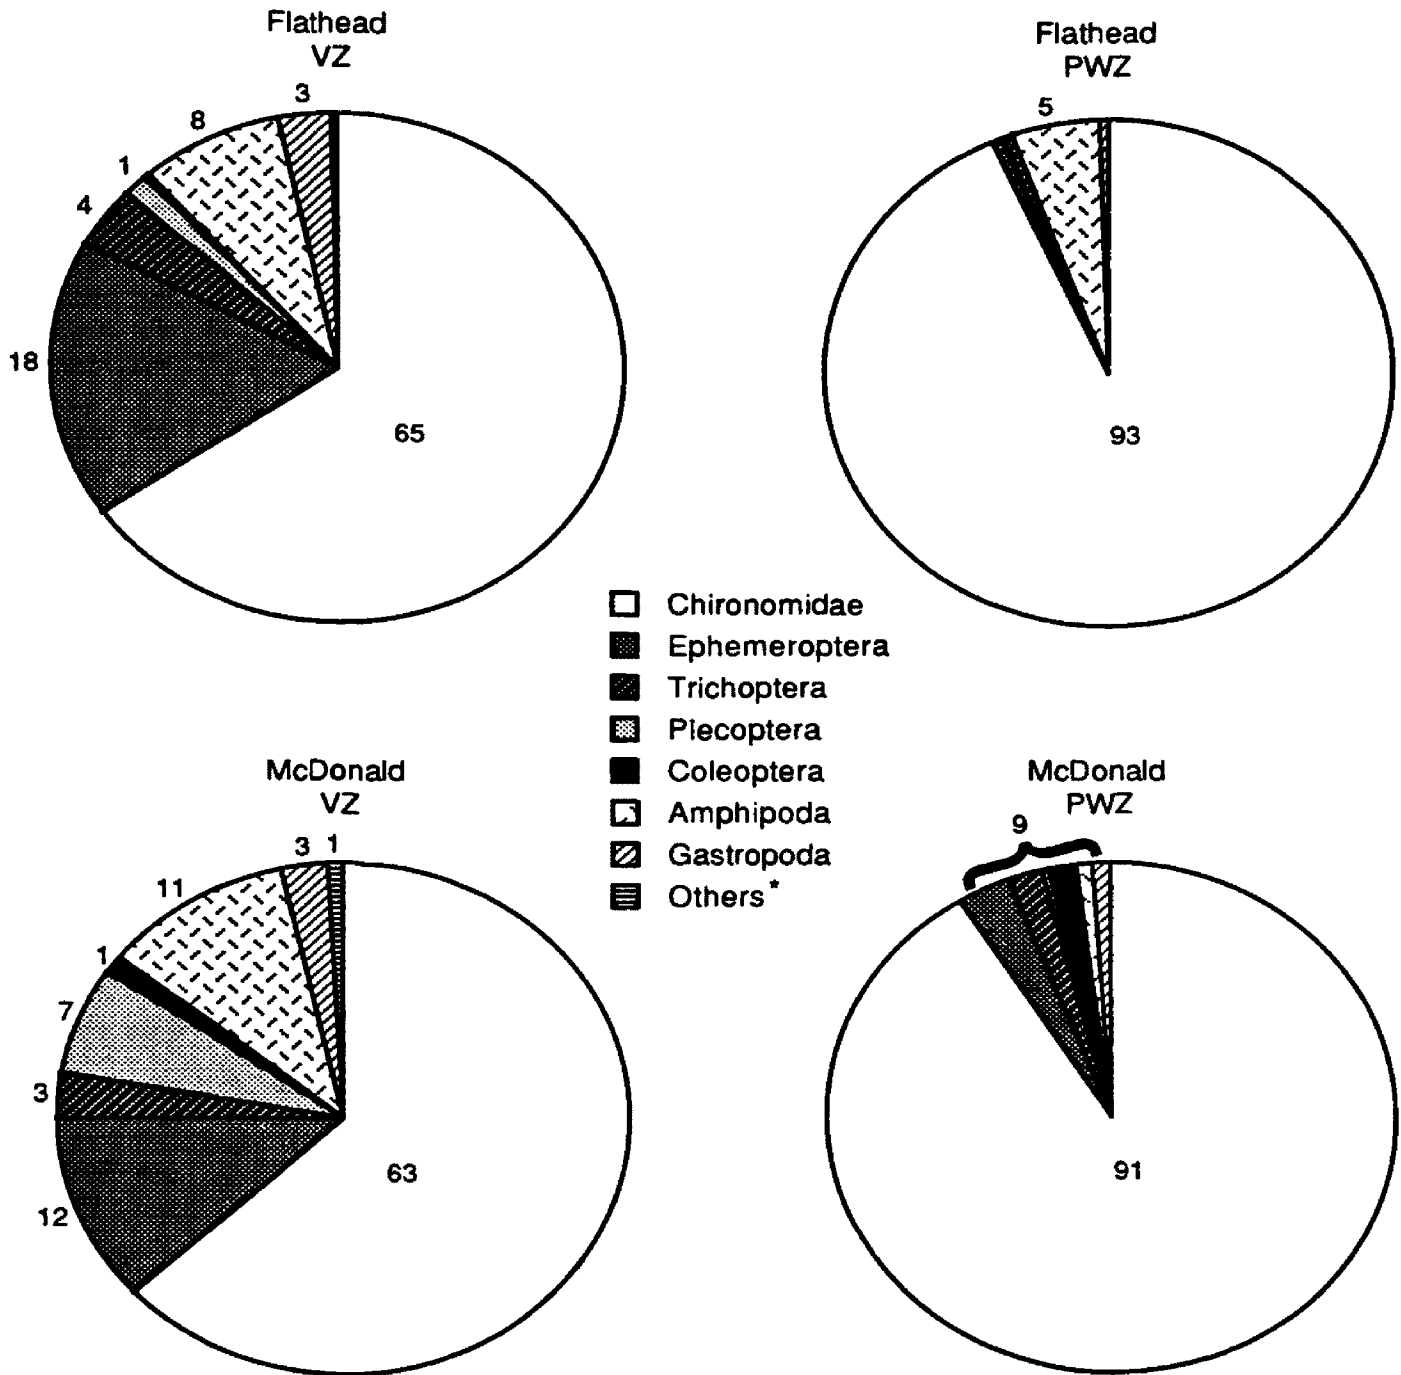 Flathead
VZ
3
8
1
4
18
65
Flathead
PWZ
5
93
Chironomidae
Ephemeroptera
Trichoptera
Plecoptera
Coleoptera
Amphipoda
Gastropoda
Others*
McDonald
VZ
3 1
11
1
7
3
12
63
McDonald
PWZ
9
91